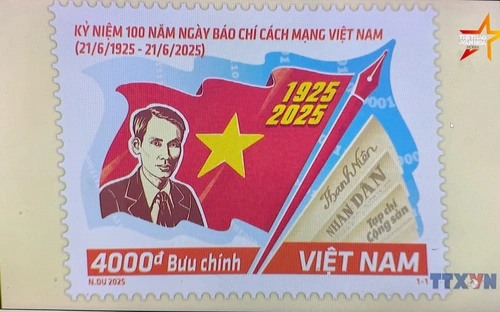 KỶ NIỆM 100 NĂM NGÀY BÁO CHÍ CÁCH MẠNG VIỆT NAM
(21/6/1925 - 21/6/2025)
1925
2025
Thanh Niên
NHÂN DÂN
Tạp chí
Cộng sản
4000đ Bưu chính
VIỆT NAM
N.DU 2025
1-1
TTXVN